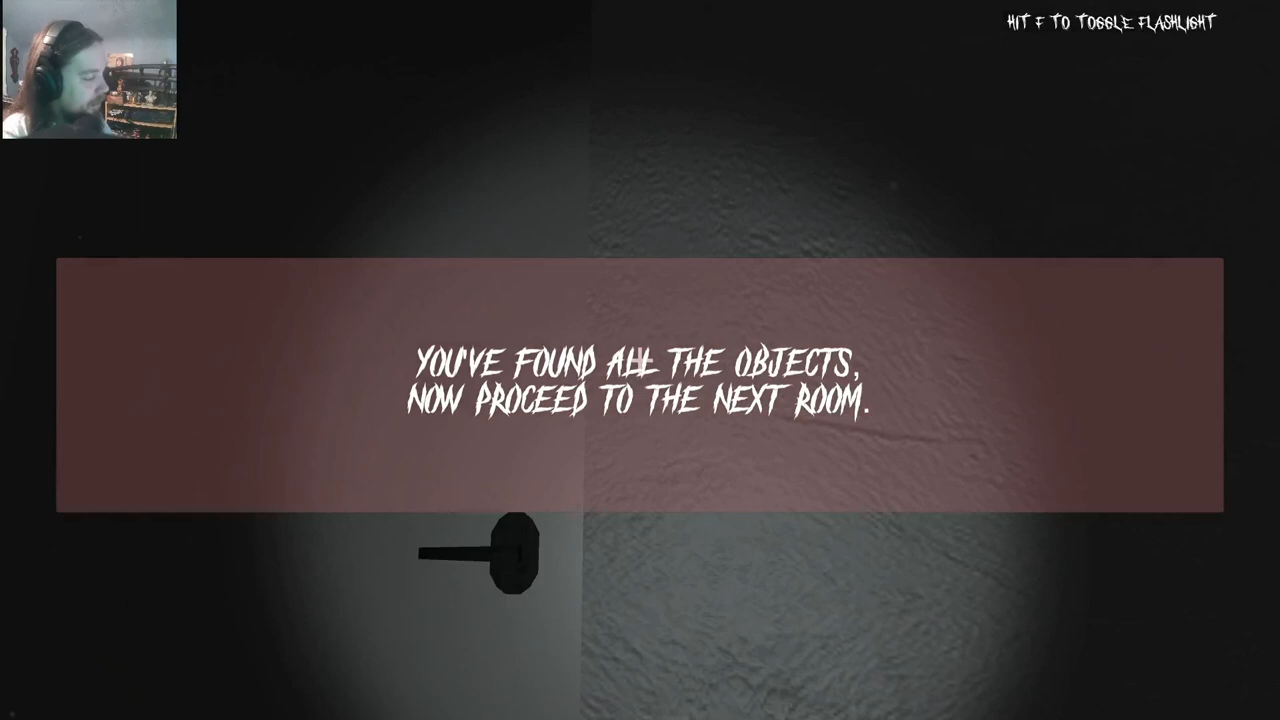 HIT F TO TOGGLE FLASHLIGHT
YOU'VE FOUND ALL THE OBJECTS,
NOW PROCEED TO THE NEXT ROOM.